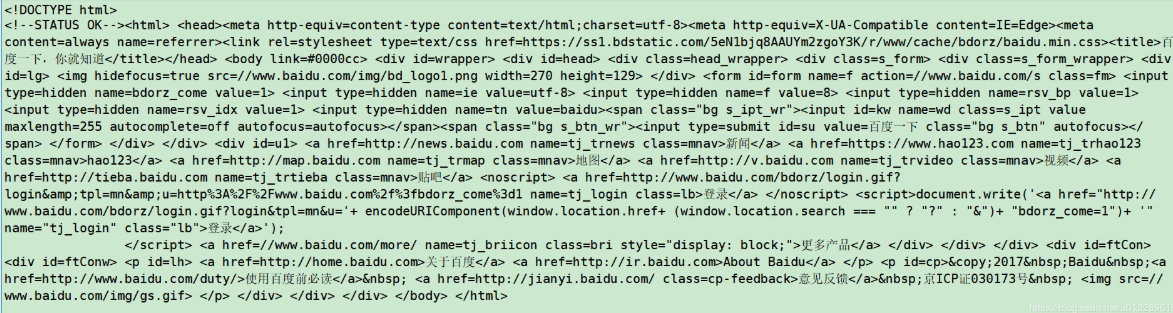 <!DOCTYPE html>
<!--STATUS OK--><html> <head><meta http-equiv=content-type content=text/html;charset=utf-8><meta http-equiv=X-UA-Compatible content=IE=Edge><meta
content=always name=referrer><link rel=stylesheet type=text/css href=https://ss1.bdstatic.com/5eN1bjq8AAUYm2zgoY3K/r/www/cache/bdorz/baidu.min.css><title>百
度一下，你就知道</title></head> <body link=#0000cc> <div id=wrapper> <div id=head> <div class=head_wrapper> <div class=s_form> <div class=s_form_wrapper> <div
id=lg> <img hidefocus=true src=//www.baidu.com/img/bd_logo1.png width=270 height=129> </div> <form id=form name=f action=//www.baidu.com/s class=fm> <input
type=hidden name=bdorz_come value=1> <input type=hidden name=ie value=utf-8> <input type=hidden name=f value=8> <input type=hidden name=rsv_bp value=1>
<input type=hidden name=rsv_idx value=1> <input type=hidden name=tn value=baidu><span class="bg s_ipt_wr"><input id=kw name=wd class=s_ipt value
maxlength=255 autocomplete=off autofocus=autofocus></span><span class="bg s_btn_wr"><input type=submit id=su value=百度一下 class="bg s_btn" autofocus></
span> </form> </div> </div> <div id=u1> <a href=http://news.baidu.com name=tj_trnews class=mnav>新闻</a> <a href=https://www.hao123.com name=tj_trhao123
class=mnav>hao123</a> <a href=http://map.baidu.com name=tj_trmap class=mnav>地图</a> <a href=http://v.baidu.com name=tj_trvideo class=mnav>视频</a> <a
href=http://tieba.baidu.com name=tj_trtieba class=mnav>贴吧</a> <noscript> <a href=http://www.baidu.com/bdorz/login.gif?
login&amp;tpl=mn&amp;u=http%3A%2F%2Fwww.baidu.com%2f%3fbdorz_come%3d1 name=tj_login class=lb>登录</a> </noscript> <script>document.write('<a href="http://
www.baidu.com/bdorz/login.gif?login&tpl=mn&u='+ encodeURIComponent(window.location.href+ (window.location.search === "" ? "?" : "&")+ "bdorz_come=1")+ '"
name="tj_login" class="lb">登录</a>');
</script> <a href=//www.baidu.com/more/ name=tj_briicon class=bri style="display: block;">更多产品</a> </div> </div> </div> <div id=ftCon>
<div id=ftConw> <p id=lh> <a href=http://home.baidu.com>关于百度</a> <a href=http://ir.baidu.com>About Baidu</a> </p> <p id=cp>&copy;2017&nbsp;Baidu&nbsp;<a
href=http://www.baidu.com/duty/>使用百度前必读</a>&nbsp; <a href=http://jianyi.baidu.com/ class=cp-feedback>意见反馈</a>&nbsp;京ICP证030173号&nbsp; <img src=//
www.baidu.com/img/gs.gif> </p> </div> </div> </div> </body> </html>